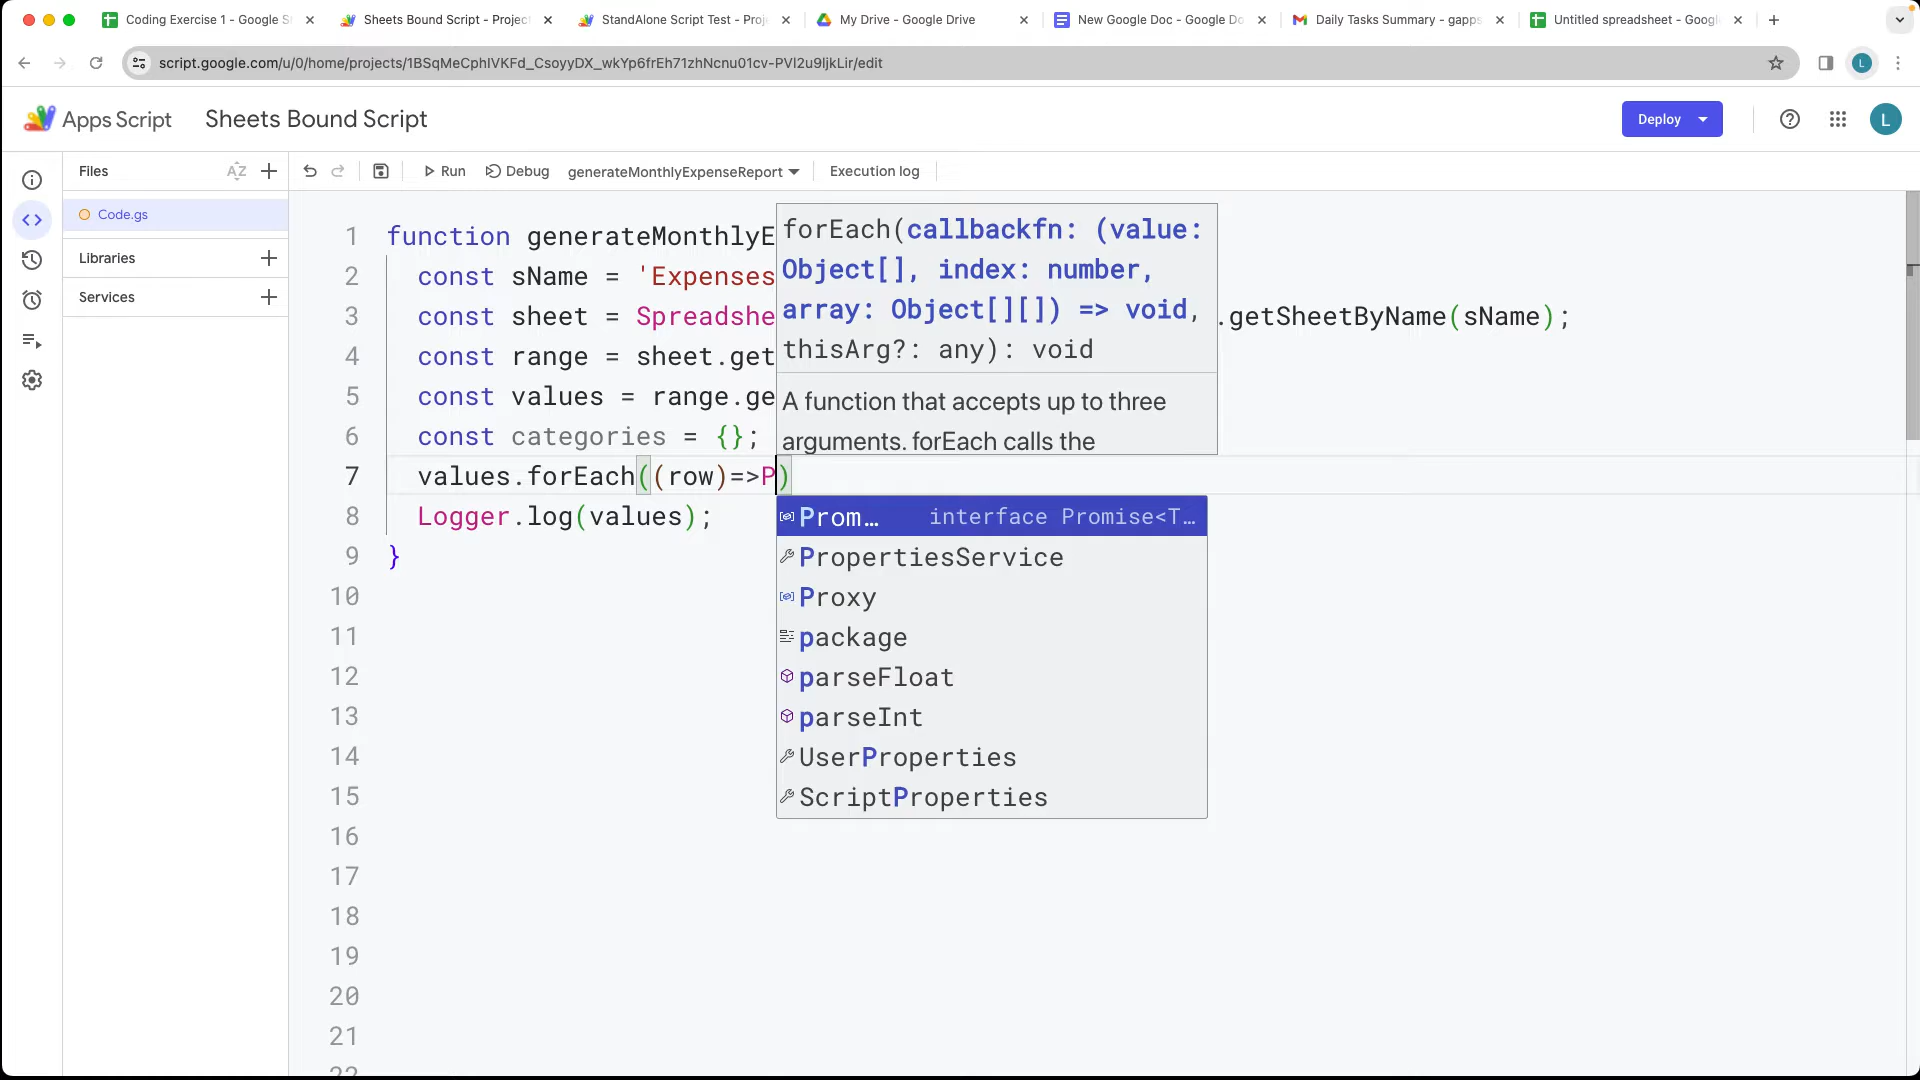 Coding Exercise 1 - Google S
Sheets Bound Script - Project
StandAlone Script Test - Proj
My Drive - Google Drive
New Google Doc - Google Do
Daily Tasks Summary - gapps
Untitled spreadsheet - Googl
script.google.com/u/0/home/projects/1BSqMeCphIVKFd_CsoyyDX_wkYp6frEh71zhNcnu01cv-PVl2u9IjkLir/edit
L
Apps Script
Sheets Bound Script
Deploy
L
Files
AZ
Run
Debug
generateMonthlyExpenseReport
Execution log
Code.gs
Libraries
Services
1 function generateMonthlyE
2 const sName = 'Expenses
3 const sheet = Spreadshe .getSheetByName(sName);
4 const range = sheet.get
5 const values = range.ge
6 const categories = {};
7 values.forEach((row)=>P)
8 Logger.log(values);
9 }
10
11
12
13
14
15
16
17
18
19
20
21
22
forEach(callbackfn: (value:
Object[], index: number,
array: Object[][]) => void,
thisArg?: any): void
A function that accepts up to three
arguments. forEach calls the
Prom… interface Promise<T…
PropertiesService
Proxy
package
parseFloat
parseInt
UserProperties
ScriptProperties